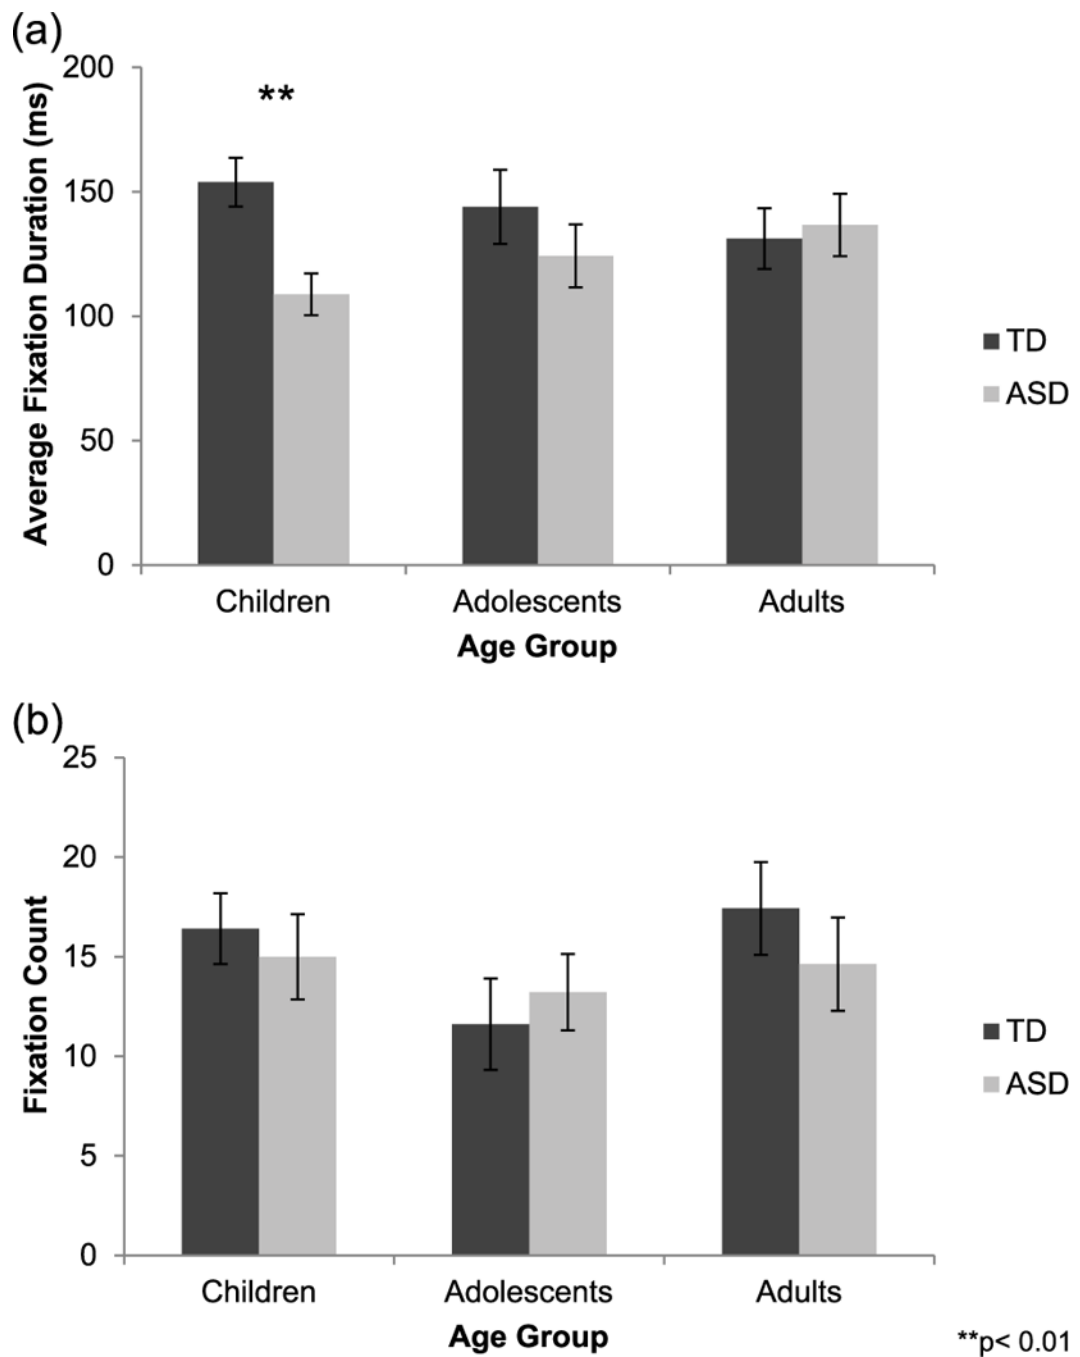 (a)
Average Fixation Duration (ms)
200
150
100
50
0
**
Children
Adolescents
Adults
Age Group
TD
ASD
(b)
Fixation Count
25
20
15
10
5
0
Children
Adolescents
Adults
Age Group
TD
ASD
**p< 0.01